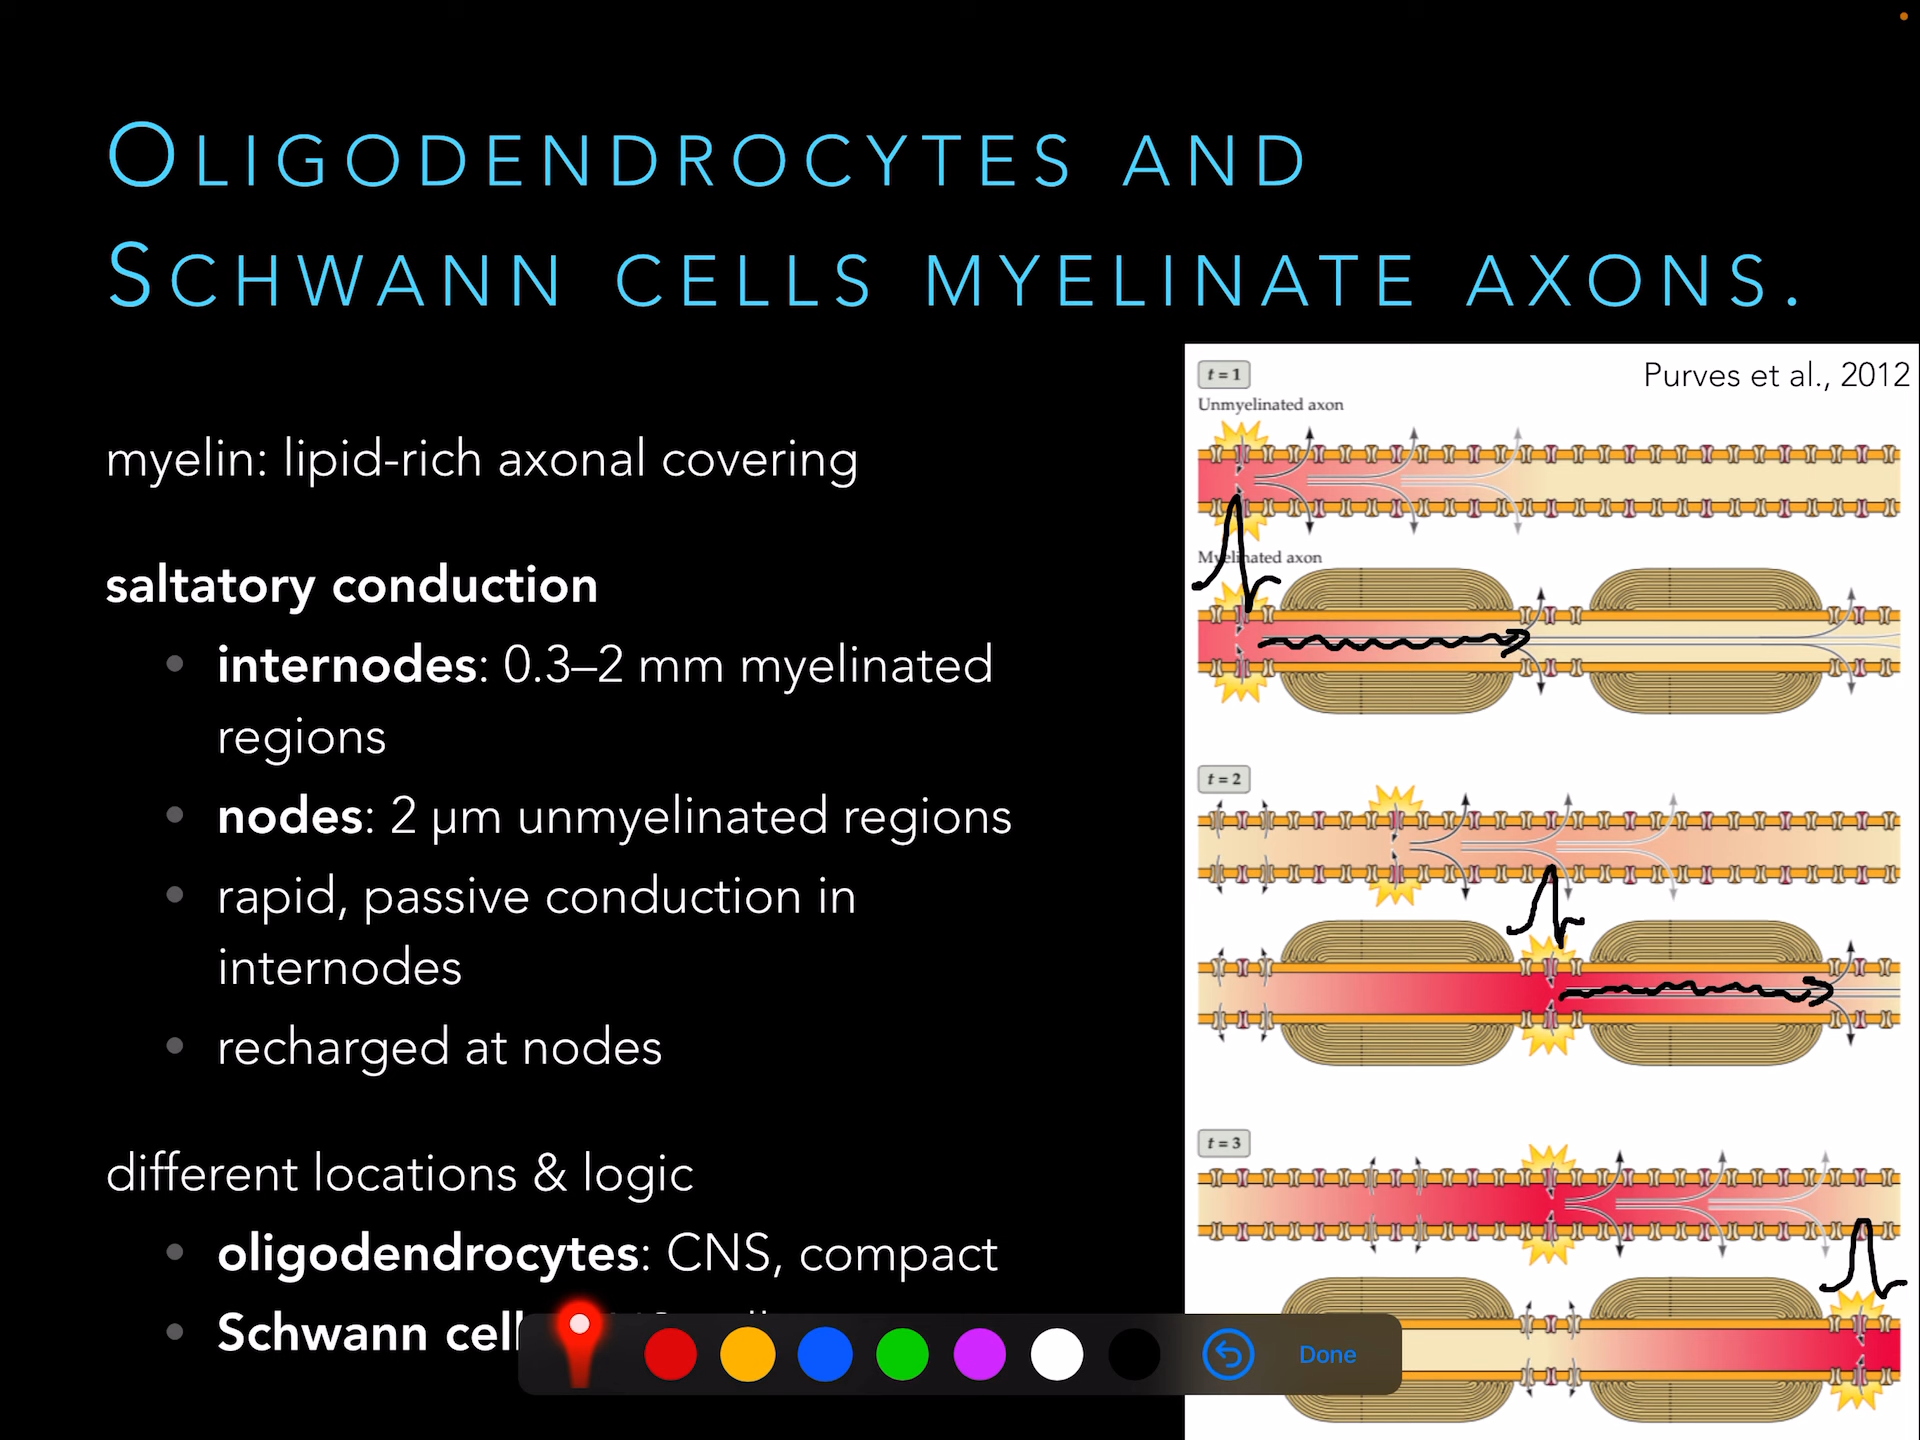 OLIGODENDROCYTES AND
SCHWANN CELLS MYELINATE AXONS.
myelin: lipid-rich axonal covering
saltatory conduction
• internodes: 0.3–2 mm myelinated
regions
• nodes: 2 μm unmyelinated regions
• rapid, passive conduction in
internodes
• recharged at nodes
different locations & logic
• oligodendrocytes: CNS, compact
• Schwann cell
t = 1
Purves et al., 2012
Unmyelinated axon
Myelinated axon
t = 2
t = 3
Done